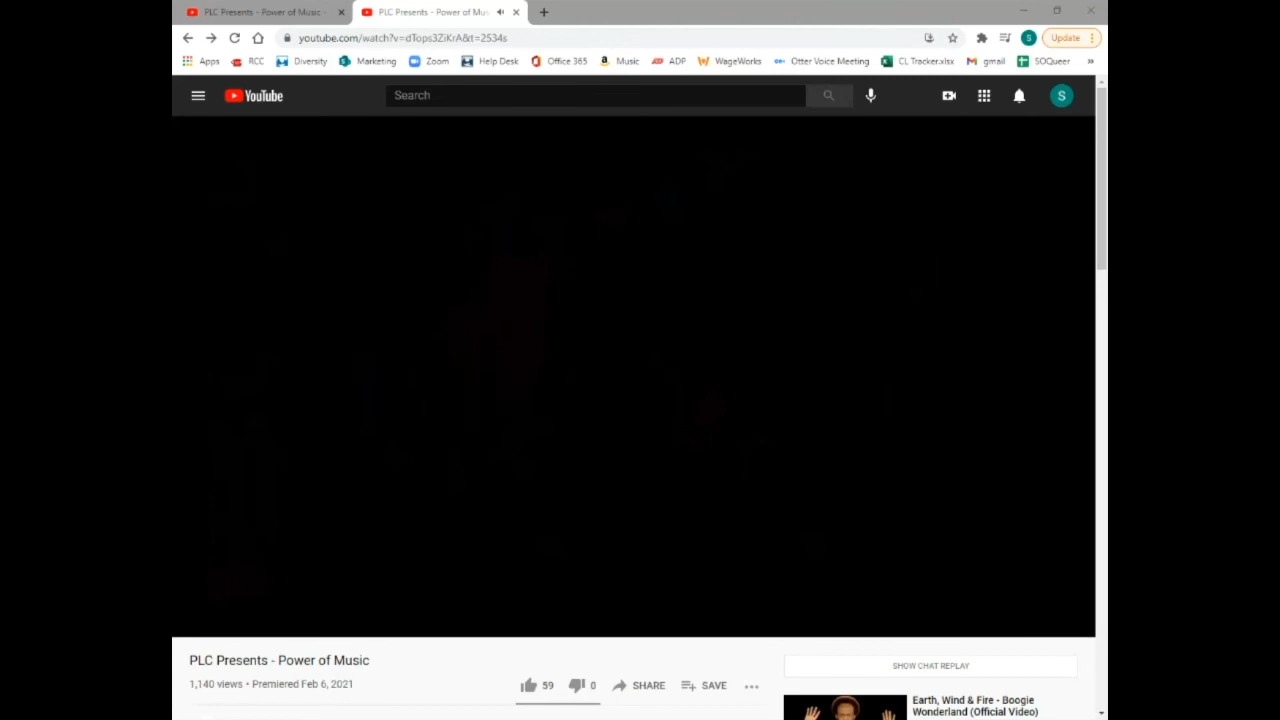 PLC Presents - Power of Music -
PLC Presents - Power of Mus
youtube.com/watch?v=dTops3ZiKrA&t=2534s
Update
Apps RCC Diversity Marketing Zoom Help Desk Office 365 Music ADP WageWorks Otter Voice Meeting CL Tracker.xlsx gmail SOQueer »
YouTube
Search
S
PLC Presents - Power of Music
1,140 views • Premiered Feb 6, 2021
59 0 SHARE SAVE
SHOW CHAT REPLAY
Earth, Wind & Fire - Boogie
Wonderland (Official Video)